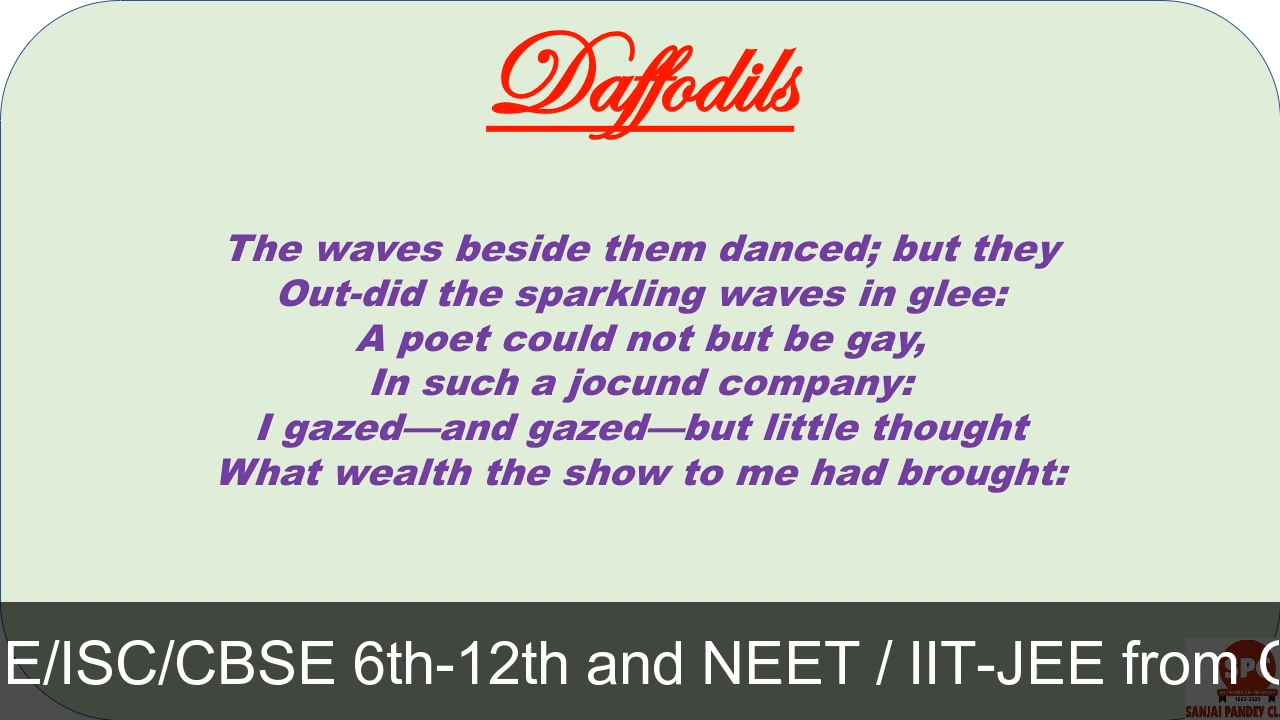 Daffodils
The waves beside them danced; but they
Out-did the sparkling waves in glee:
A poet could not but be gay,
In such a jocund company:
I gazed—and gazed—but little thought
What wealth the show to me had brought:
E/ISC/CBSE 6th-12th and NEET / IIT-JEE from
SPC
SANJAI PANDEY CL